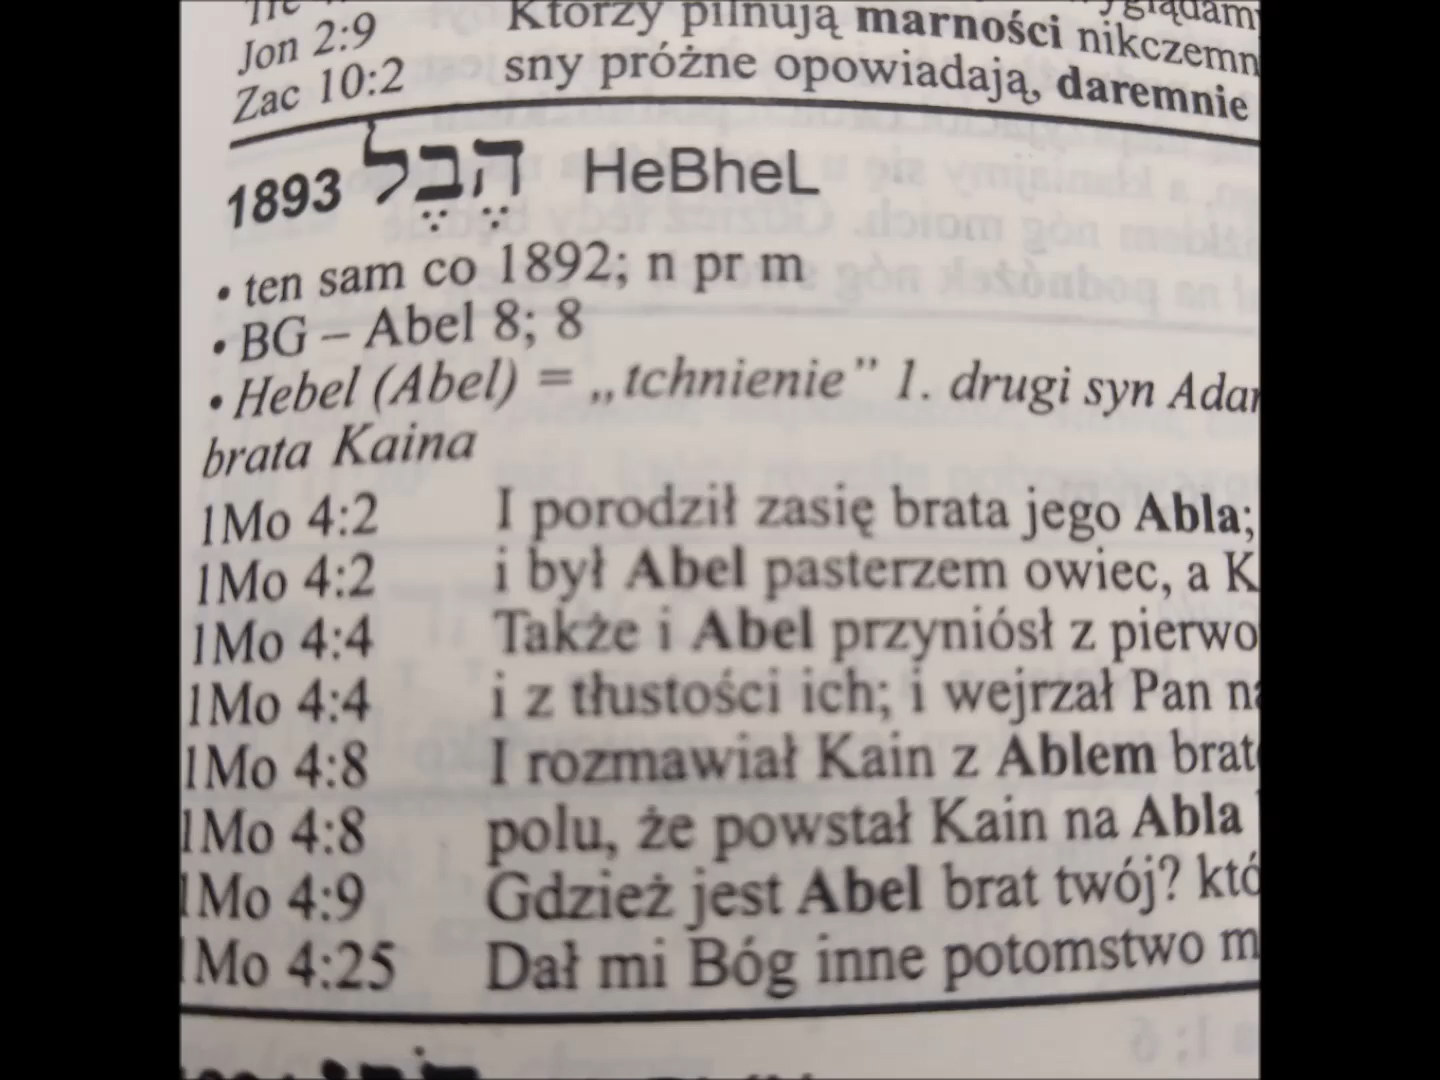 Jon 2:9 Którzy pilnują marności
Zac 10:2 sny próżne opowiadają, daremnie
1893 הֶבֶל HeBheL
• ten sam co 1892; n pr m
• BG – Abel 8; 8
• Hebel (Abel) = „tchnienie” 1. drugi syn
brata Kaina
1Mo 4:2 I porodził zasię brata jego Abla;
1Mo 4:2 i był Abel pasterzem owiec, a K
1Mo 4:4 Także i Abel przyniósł z pierwo
1Mo 4:4 i z tłustości ich; i wejrzał Pan
1Mo 4:8 I rozmawiał Kain z Ablem
1Mo 4:8 polu, że powstał Kain na Abla
1Mo 4:9 Gdzież jest Abel brat twój? któ
1Mo 4:25 Dał mi Bóg inne potomstwo m